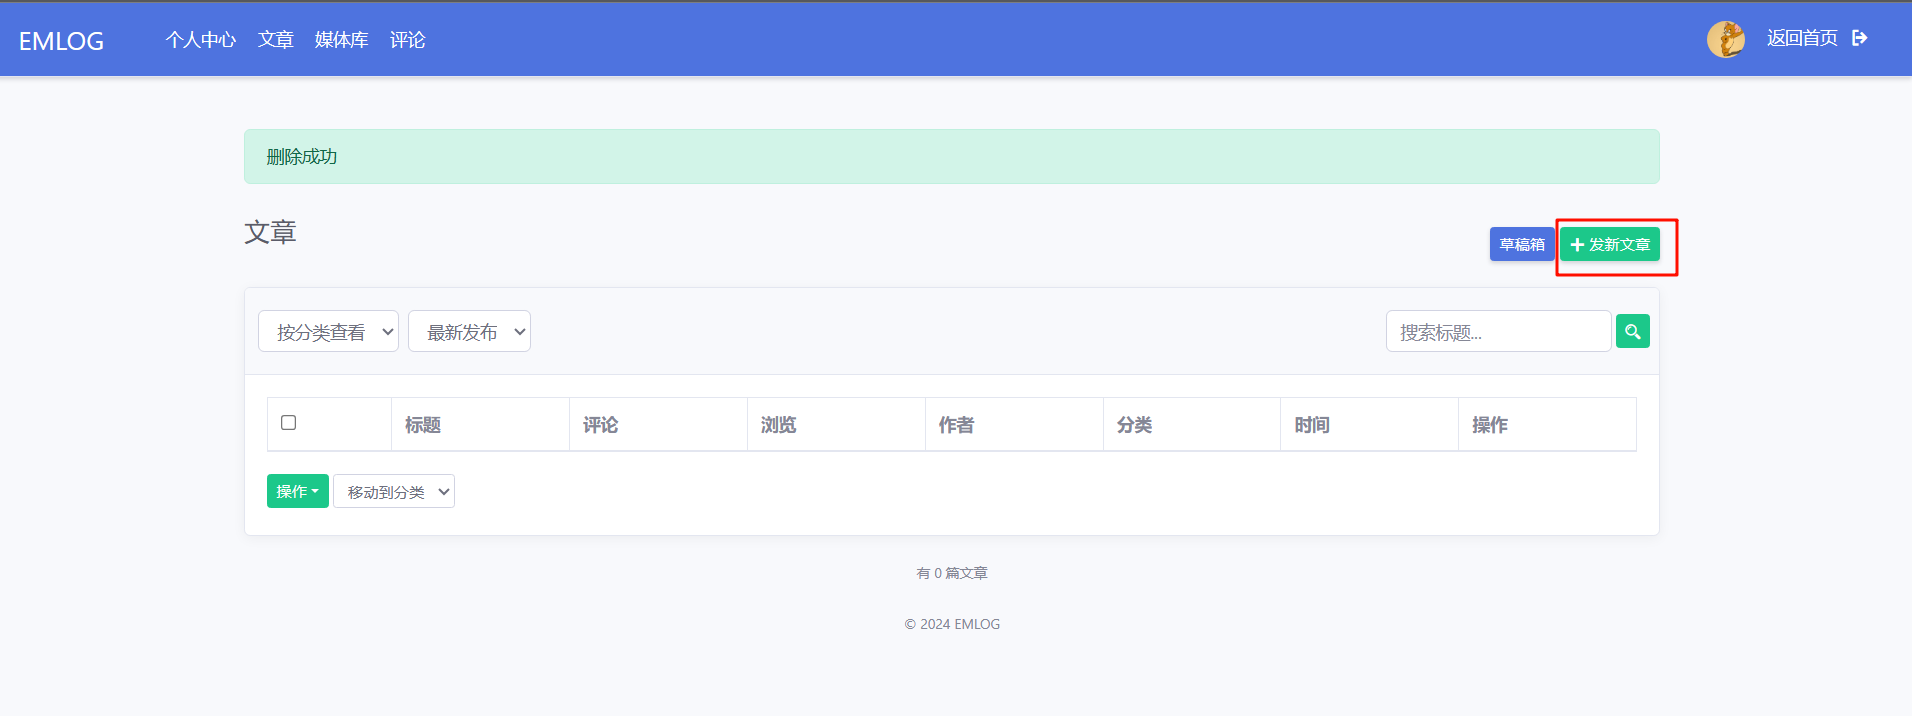 EMLOG 个人中心 文章 媒体库 评论 返回首页
删除成功
文章 草稿箱 发新文章
按分类查看 最新发布 搜索标题...
标题 评论 浏览 作者 分类 时间 操作
操作 移动到分类
有 0 篇文章
© 2024 EMLOG